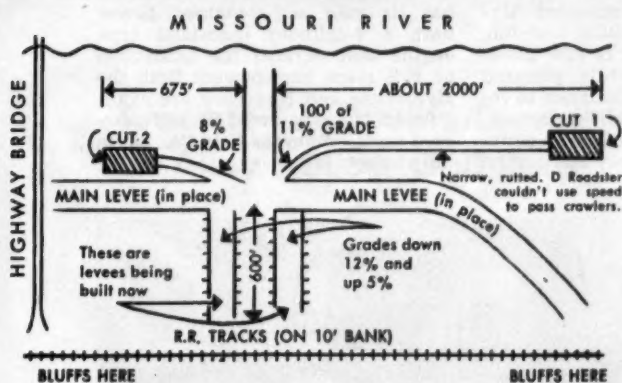 MISSOURI RIVER
675'
ABOUT 2000'
HIGHWAY BRIDGE
CUT 2
8%
GRADE
100' of
11% GRADE
CUT 1
MAIN LEVEE (in place)
MAIN LEVEE (in place)
Narrow, rutted. D Roadster
couldn't use speed
to pass crawlers.
These are
levees being
built now
600'
Grades down
12% and
up 5%
R.R. TRACKS (ON 10' BANK)
BLUFFS HERE
BLUFFS HERE